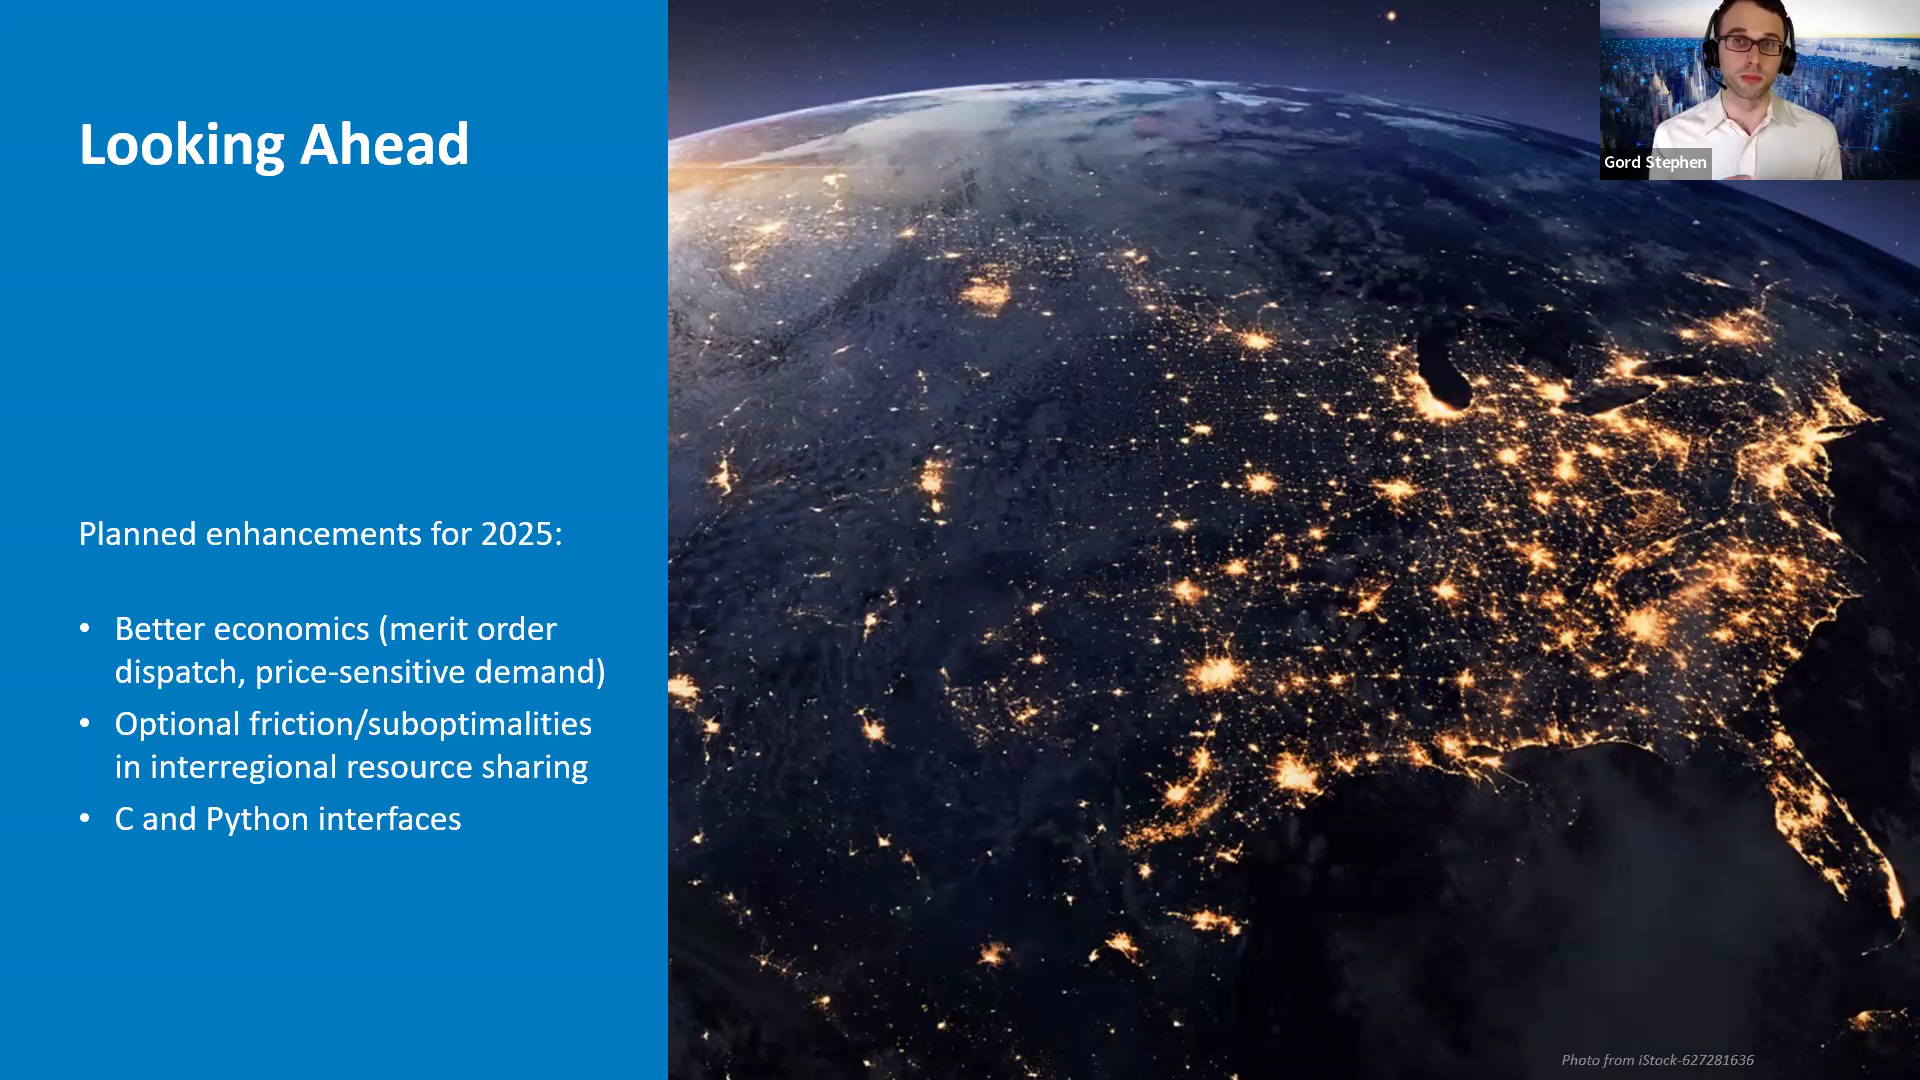 Looking Ahead
Gord Stephen
Planned enhancements for 2025:
• Better economics (merit order
dispatch, price-sensitive demand)
• Optional friction/suboptimalities
in interregional resource sharing
• C and Python interfaces
Photo from iStock-627281636